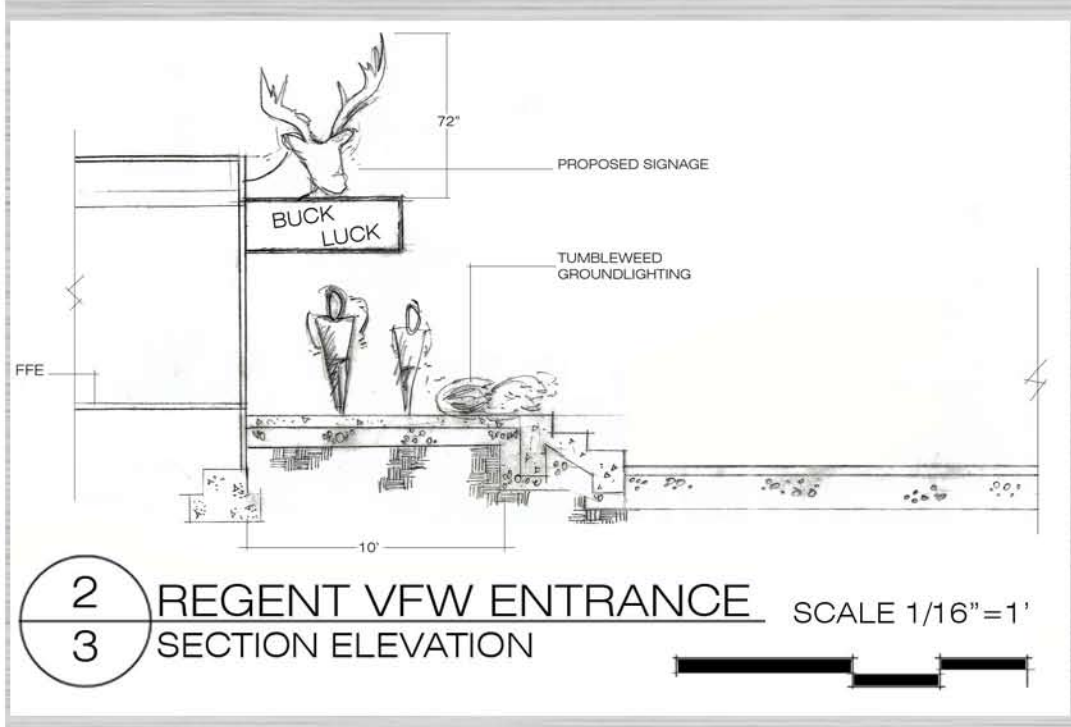 72"
PROPOSED SIGNAGE
BUCK
LUCK
TUMBLEWEED
GROUNDLIGHTING
FFE
10'
2
3
REGENT VFW ENTRANCE
SECTION ELEVATION
SCALE 1/16”=1’